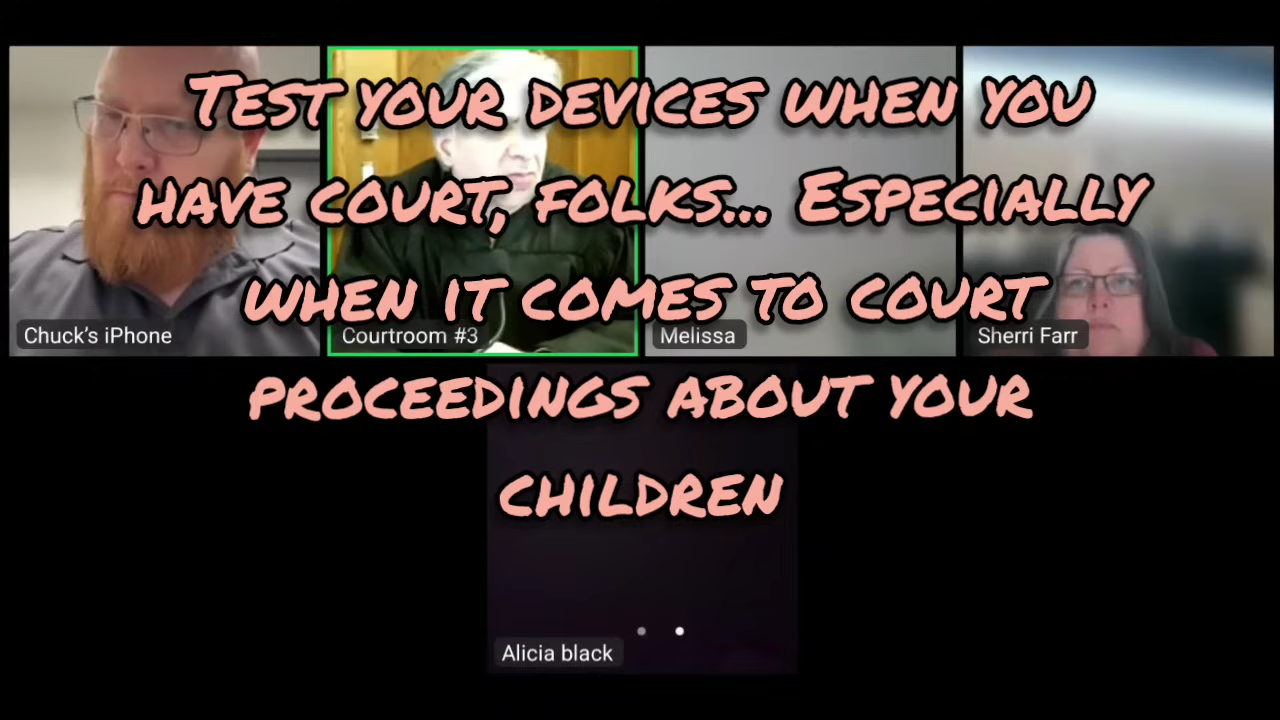 Test your devices when you
have court, folks... Especially
when it comes to court
proceedings about your
children
Chuck's iPhone
Courtroom #3
Melissa
Sherri Farr
Alicia black